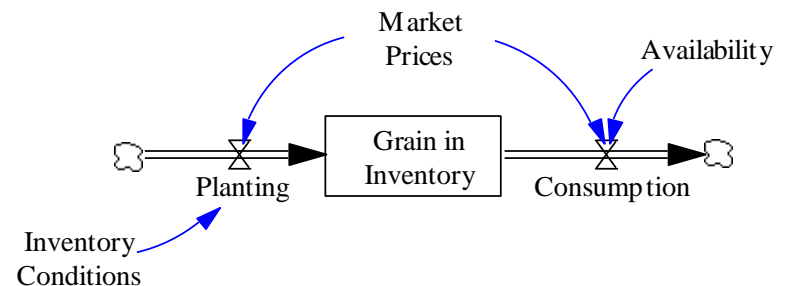 Market
Prices
Availability
Grain in
Inventory
Planting
Consumption
Inventory
Conditions